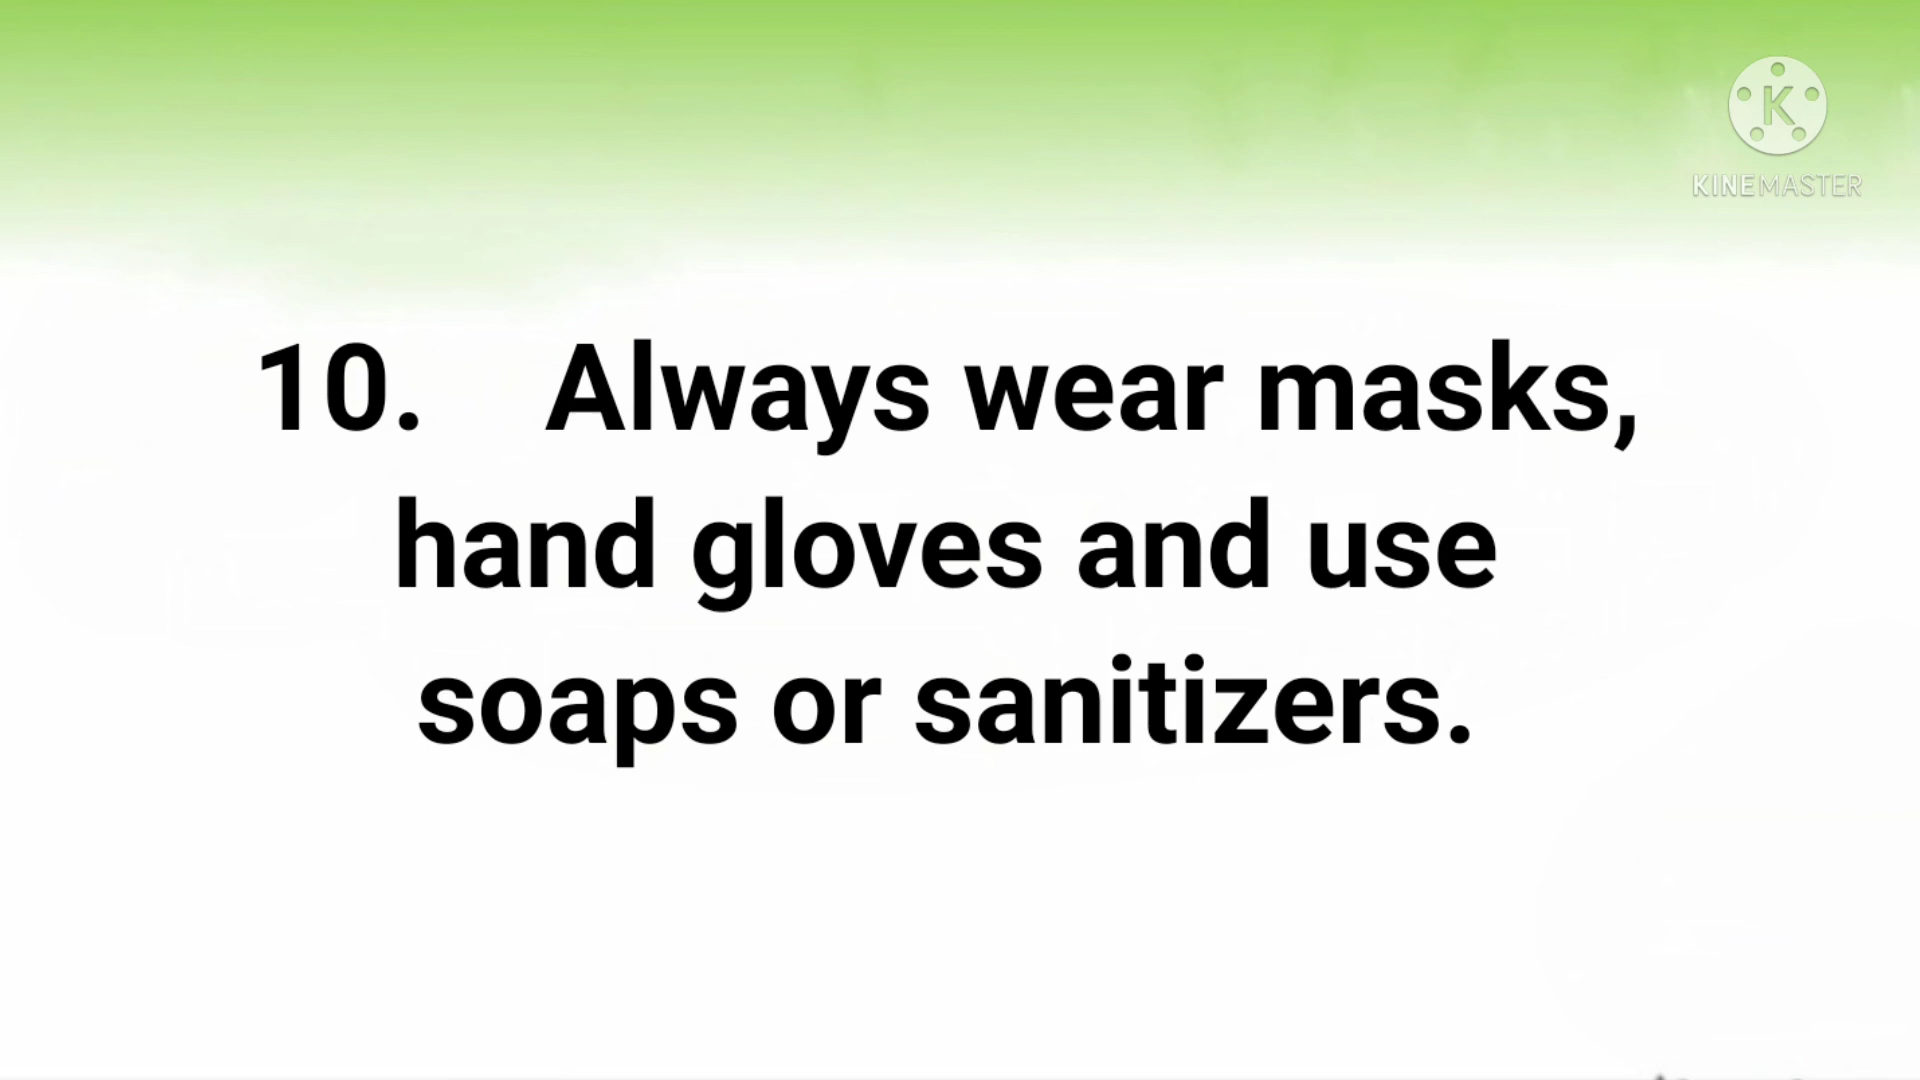 KINEMASTER
10. Always wear masks,
hand gloves and use
soaps or sanitizers.